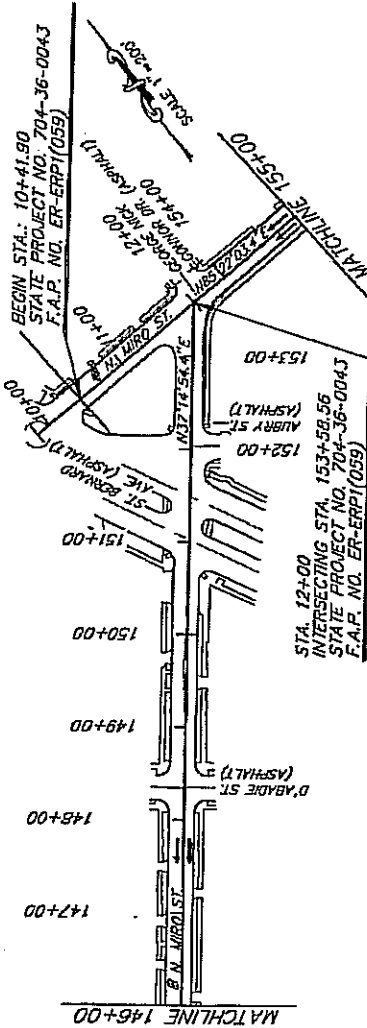 BEGIN STA.: 10+41.90
STATE PROJECT NO. 704-36-0043
F.A.P. NO. ER-ERP1(059)
SCALE 1" = 200'
10+00
11+00
N. MIRO ST.
12+00
GEORGE NICK
CONNOR DR. (ASPHALT)
154+00
MATCHLINE 155+00
153+00
AUBRY ST.
(ASPHALT)
152+00
N37°14'54.4"E
ST. BERNARD
AVE. (ASPHALT)
151+00
150+00
149+00
D'ABADIE ST.
(ASPHALT)
148+00
147+00
N. MIRO ST.
MATCHLINE 146+00
STA. 12+00
INTERSECTING STA. 153+58.56
STATE PROJECT NO. 704-36-0043
F.A.P. NO. ER-ERP1(059)